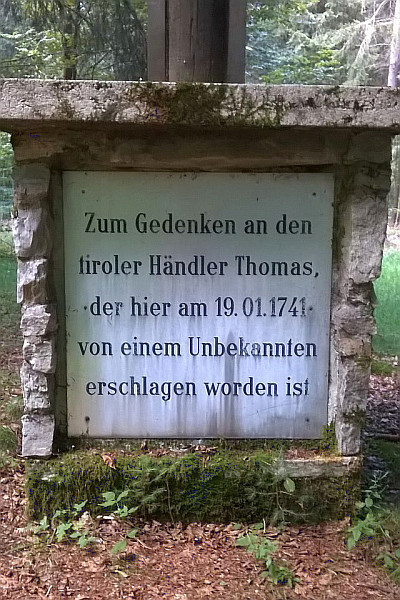 Zum Gedenken an den
tiroler Händler Thomas,
der hier am 19.01.1741
von einem Unbekannten
erschlagen worden ist